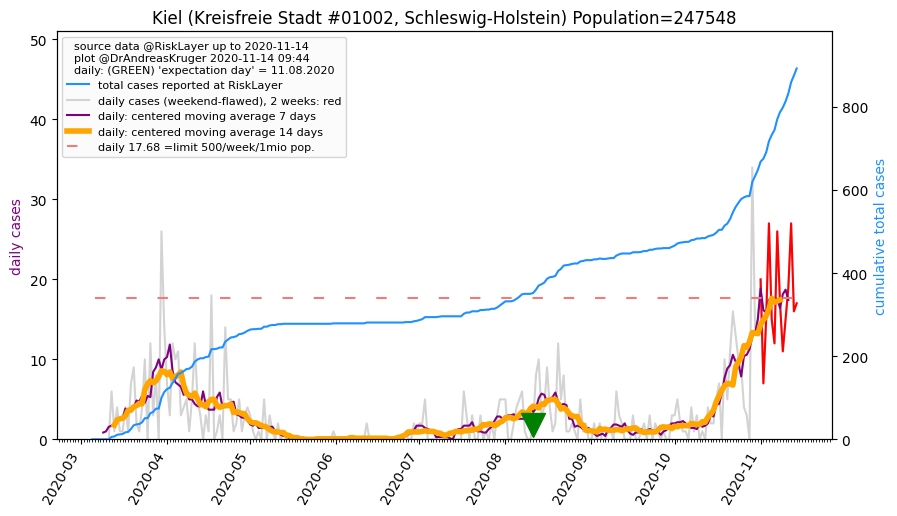 Kiel (Kreisfreie Stadt #01002, Schleswig-Holstein) Population=247548
source data @RiskLayer up to 2020-11-14
plot @DrAndreasKruger 2020-11-14 09:44
daily: (GREEN) 'expectation day' = 11.08.2020
total cases reported at RiskLayer
daily cases (weekend-flawed), 2 weeks: red
daily: centered moving average 7 days
daily: centered moving average 14 days
daily 17.68 =limit 500/week/1mio pop.
daily cases
50
40
30
20
10
0
cumulative total cases
800
600
400
200
0
2020-03
2020-04
2020-05
2020-06
2020-07
2020-08
2020-09
2020-10
2020-11